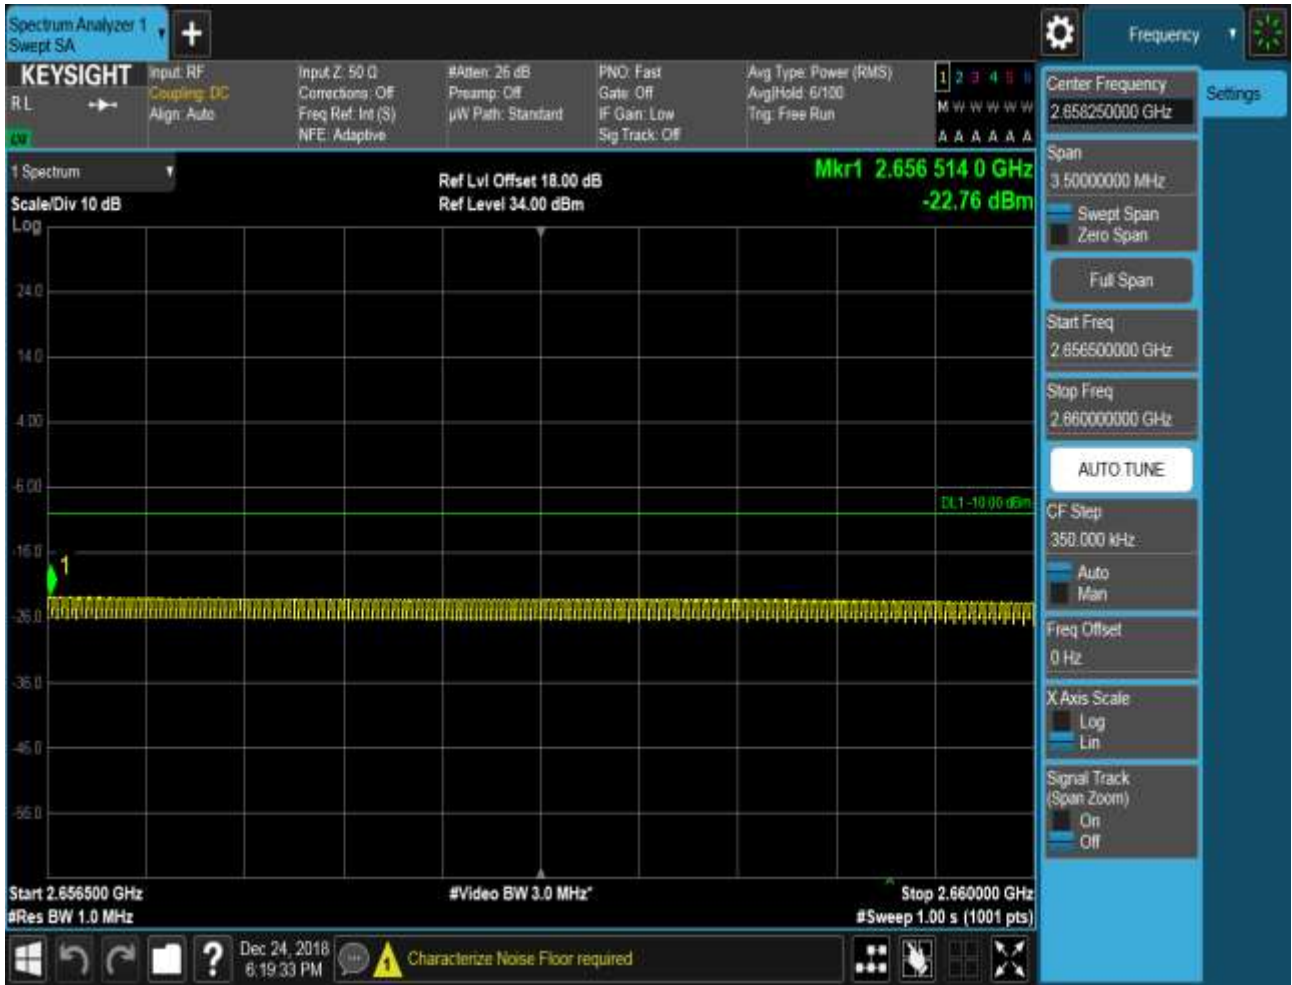 Spectrum Analyzer 1
Swept SA
Frequency
KEYSIGHT
R L
Input: RF
Coupling: DC
Align: Auto
Input Z: 50 Ω
Corrections: Off
Freq Ref: Int (S)
NFE: Adaptive
#Atten: 26 dB
Preamp: Off
µW Path: Standard
PNO: Fast
Gate: Off
IF Gain: Low
Sig Track: Off
Avg Type: Power (RMS)
Avg|Hold: 6/100
Trig: Free Run
1 2 3 4 5 6
M W W W W W
A A A A A A
Settings
Center Frequency
2.658250000 GHz
Span
3.50000000 MHz
Swept Span
Zero Span
Full Span
Start Freq
2.656500000 GHz
Stop Freq
2.660000000 GHz
AUTO TUNE
CF Step
350.000 kHz
Auto
Man
Freq Offset
0 Hz
X Axis Scale
Log
Lin
Signal Track
(Span Zoom)
On
Off
1 Spectrum
Scale/Div 10 dB
Log
Ref Lvl Offset 18.00 dB
Ref Level 34.00 dBm
Mkr1 2.656 514 0 GHz
-22.76 dBm
24.0
14.0
4.00
-6.00
DL1 -10.00 dBm
-16.0
1
-26.0
-36.0
-46.0
-56.0
Start 2.656500 GHz
#Video BW 3.0 MHz*
Stop 2.660000 GHz
#Res BW 1.0 MHz
#Sweep 1.00 s (1001 pts)
?
Dec 24, 2018
6:19:33 PM
1
Characterize Noise Floor required